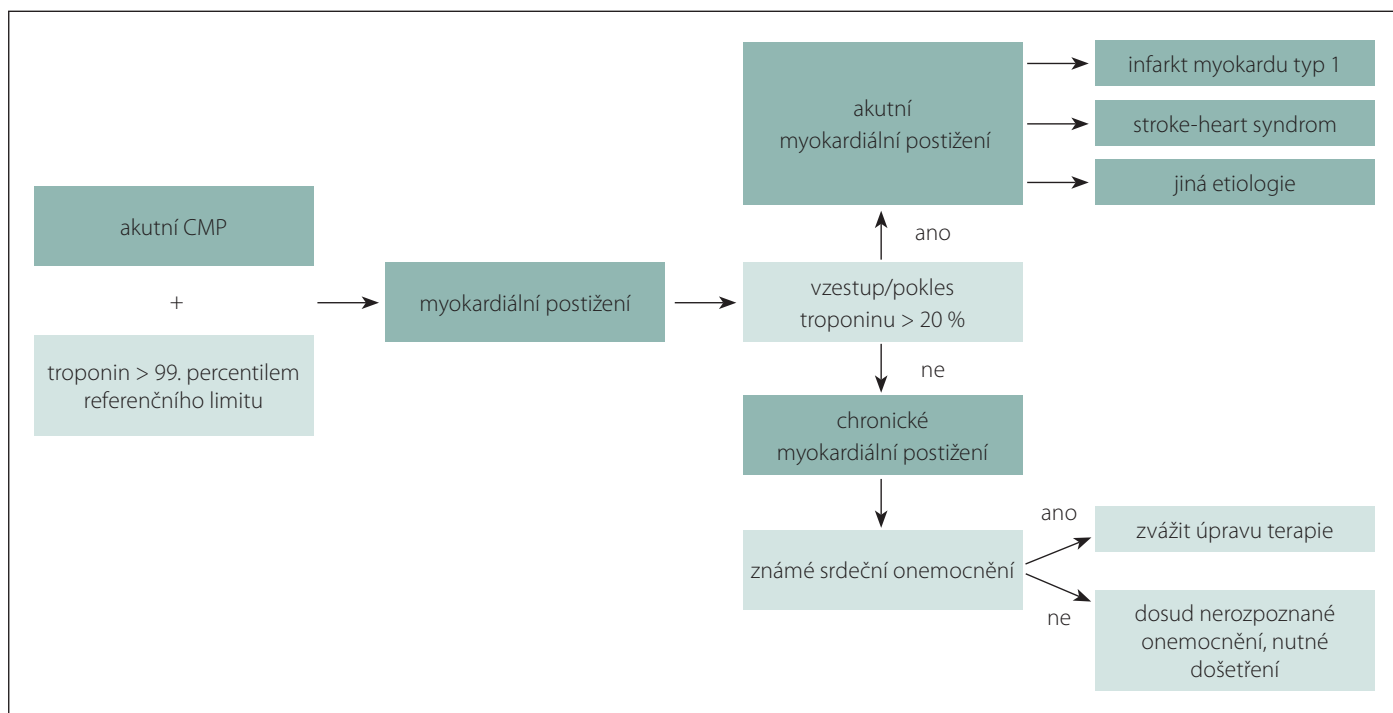 akutní CMP
+
troponin > 99. percentilem
referenčního limitu
myokardiální postižení
vzestup/pokles
troponinu > 20 %
ano
akutní
myokardiální postižení
infarkt myokardu typ 1
stroke-heart syndrom
jiná etiologie
ne
chronické
myokardiální postižení
známé srdeční onemocnění
ano
zvážit úpravu terapie
ne
dosud nerozpoznané
onemocnění, nutné
došetření